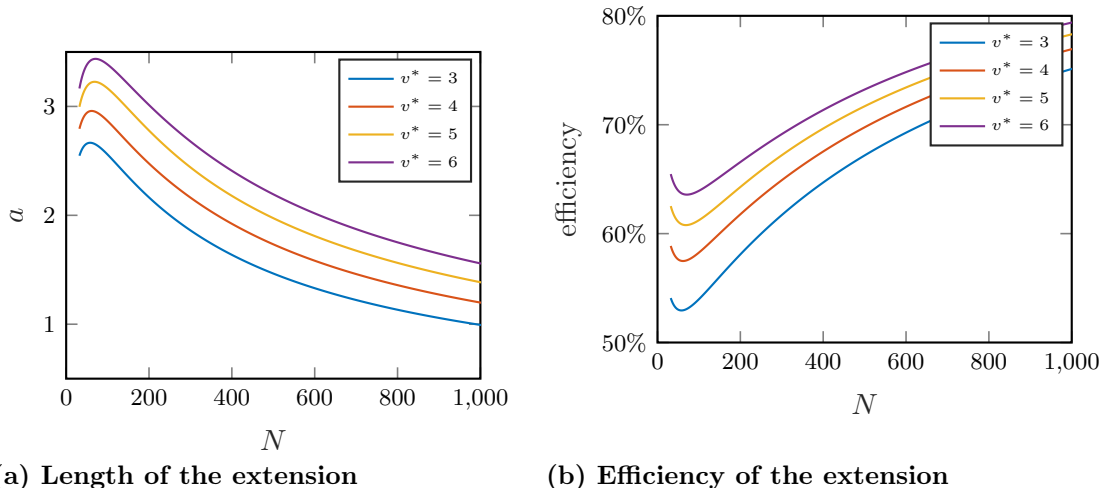 3
2
1
a
0
200
400
600
800
1,000
N
v* = 3
v* = 4
v* = 5
v* = 6
a) Length of the extension
80%
70%
60%
50%
efficiency
0
200
400
600
800
1,000
N
v* = 3
v* = 4
v* = 5
v* = 6
(b) Efficiency of the extension